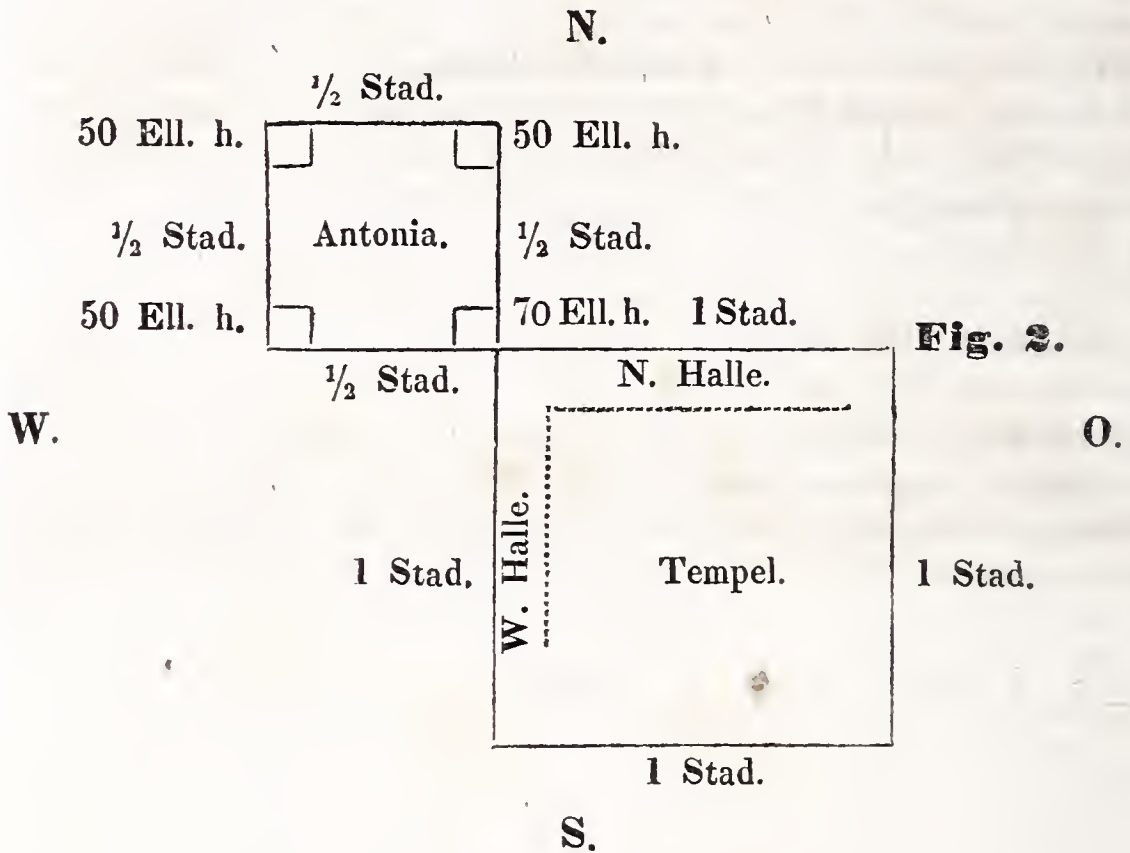 N.
½ Stad.
50 Ell. h. 50 Ell. h.
½ Stad. Antonia. ½ Stad.
50 Ell. h. 70 Ell. h. 1 Stad.
Fig. 2.
½ Stad. N. Halle.
W. O.
W. Halle.
1 Stad. Tempel. 1 Stad.
1 Stad.
S.